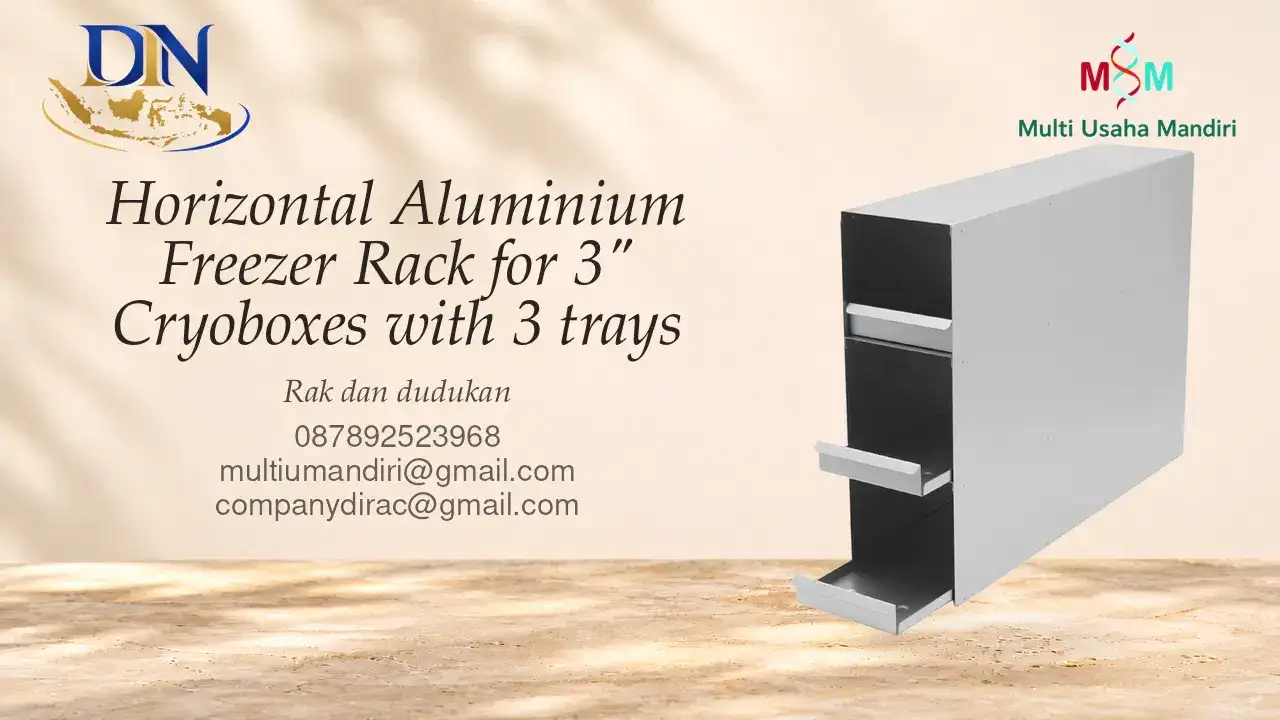 DIN
MSM
Multi Usaha Mandiri
Horizontal Aluminium
Freezer Rack for 3"
Cryoboxes with 3 trays
Rak dan dudukan
087892523968
multiumandiri@gmail.com
companydirac@gmail.com